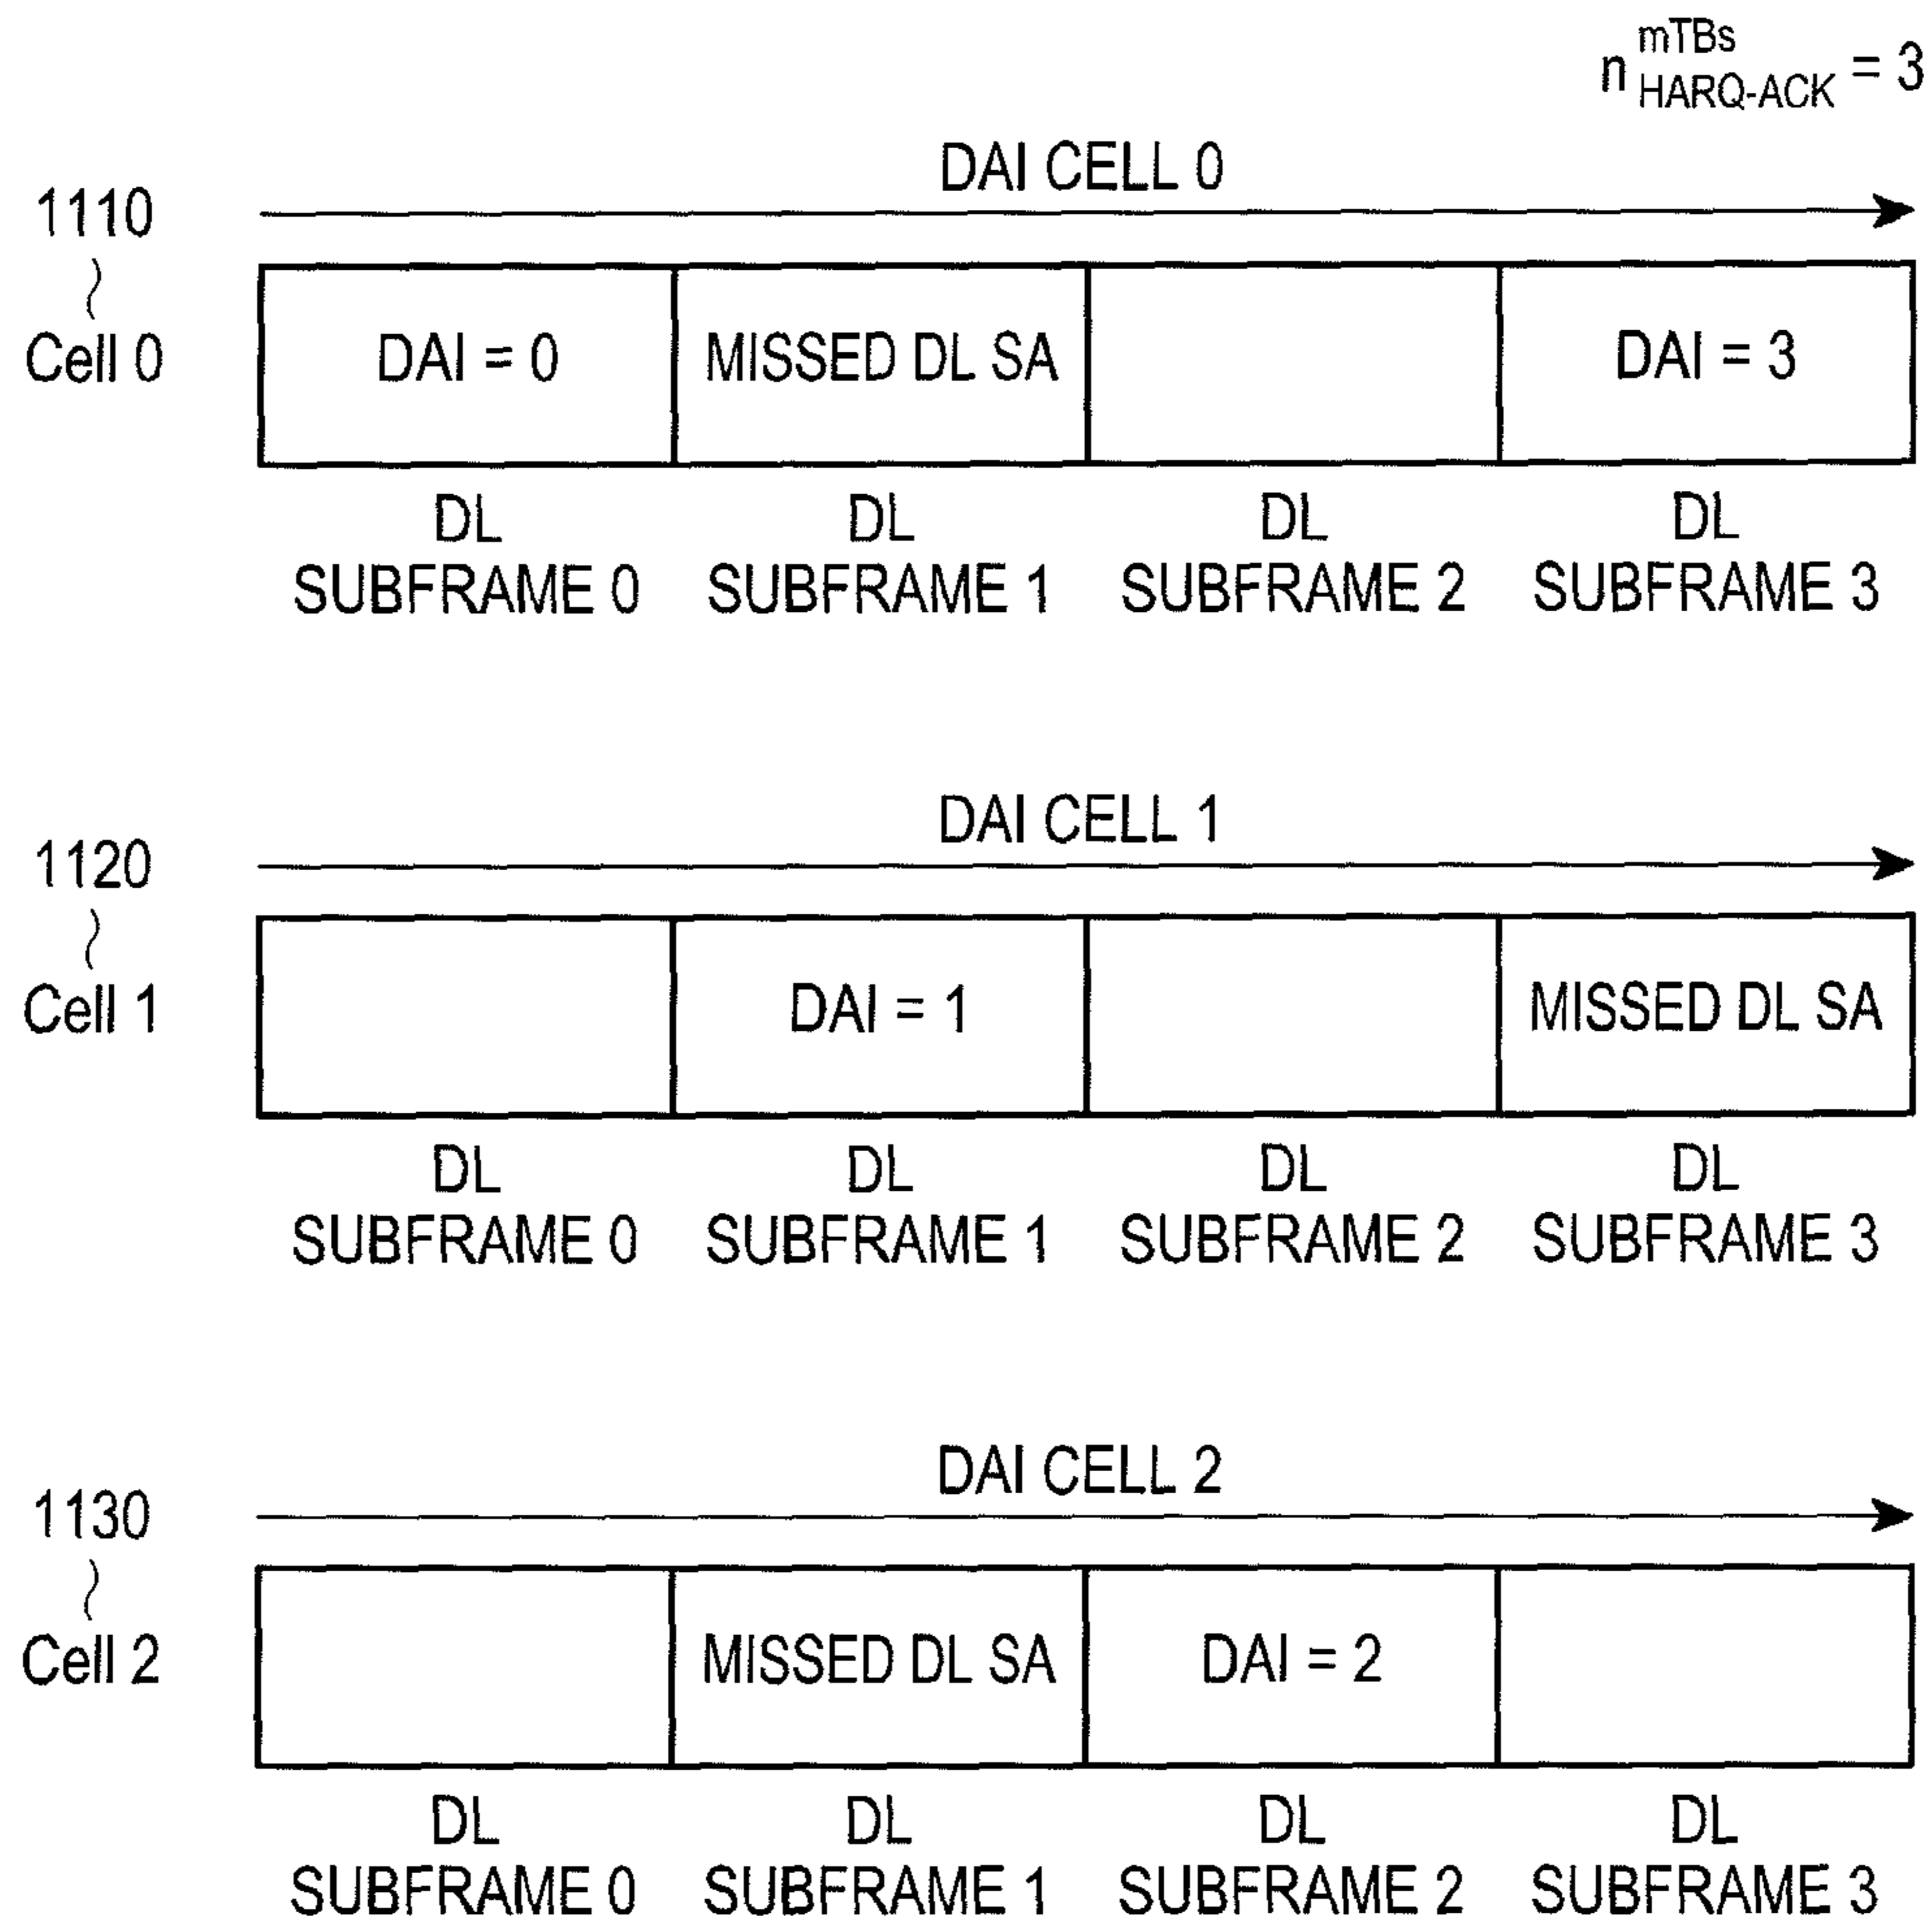 n mTBs HARQ-ACK = 3
DAI CELL 0
1110
Cell 0
DAI = 0 MISSED DL SA DAI = 3
DL DL DL DL
SUBFRAME 0 SUBFRAME 1 SUBFRAME 2 SUBFRAME 3
DAI CELL 1
1120
Cell 1
DAI = 1 MISSED DL SA
DL DL DL DL
SUBFRAME 0 SUBFRAME 1 SUBFRAME 2 SUBFRAME 3
DAI CELL 2
1130
Cell 2
MISSED DL SA DAI = 2
DL DL DL DL
SUBFRAME 0 SUBFRAME 1 SUBFRAME 2 SUBFRAME 3